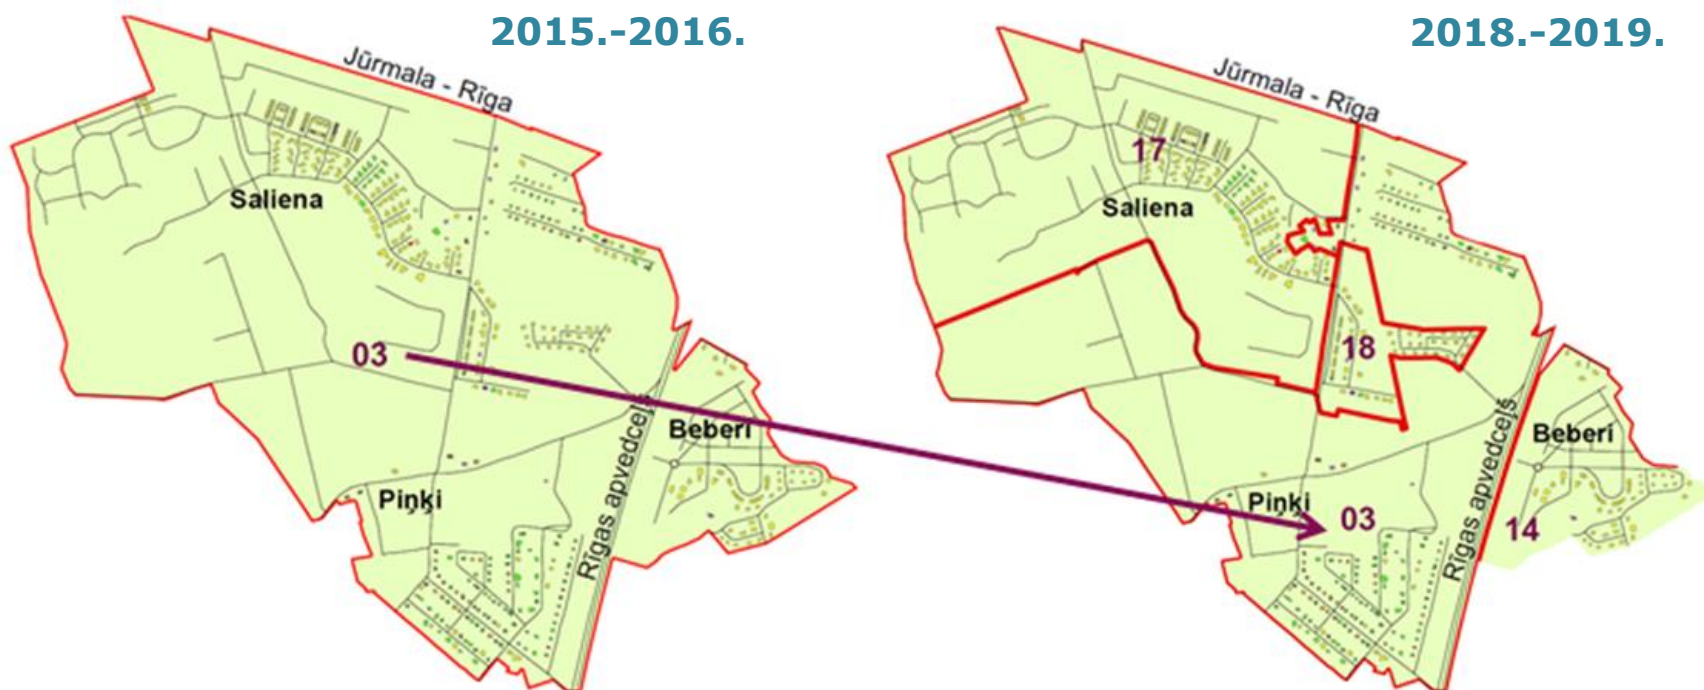 2015.-2016.
Jūrmala - Rīga
Saliena
03
Beberi
Piņķi
Rīgas apvedceļš
2018.-2019.
Jūrmala - Rīga
17
Saliena
18
Beberi
Piņķi
03
14
Rīgas apvedceļš